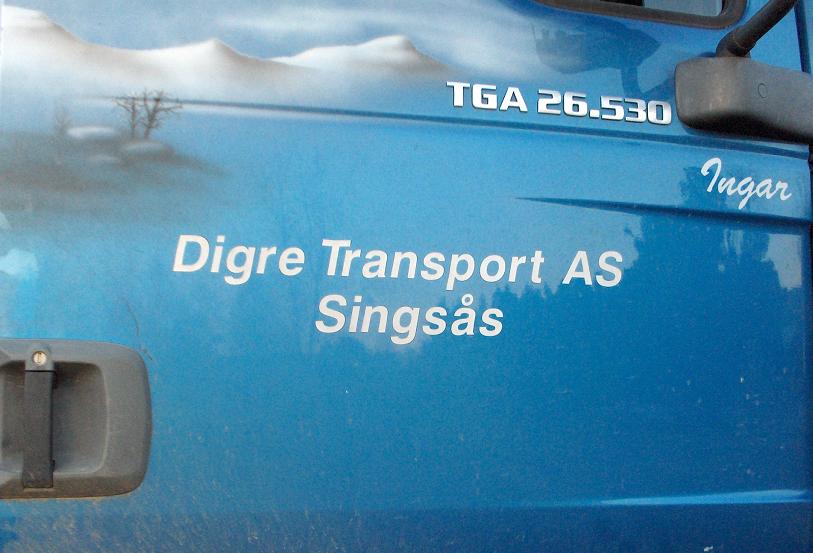 TGA 26.530
Ingar
Digre Transport AS
Singsås